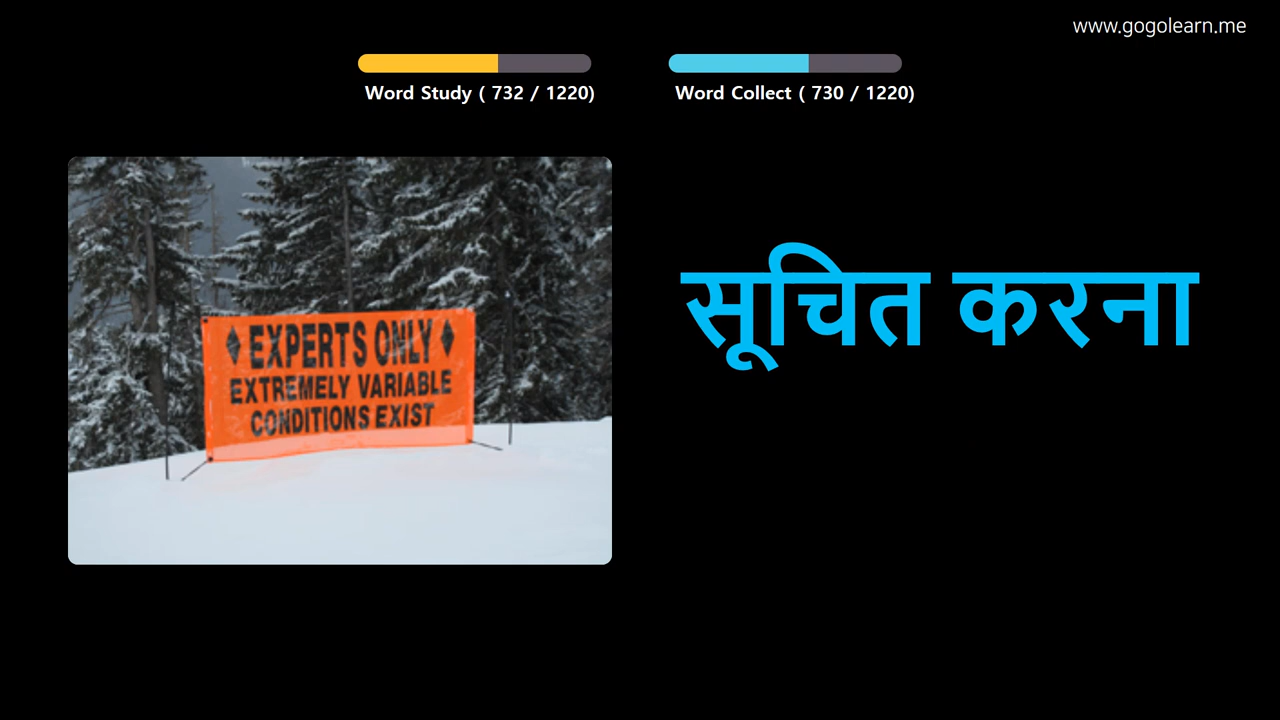 www.gogolearn.me
Word Study ( 732 / 1220)
Word Collect ( 730 / 1220)
सूचित करना
EXPERTS ONLY
EXTREMELY VARIABLE
CONDITIONS EXIST